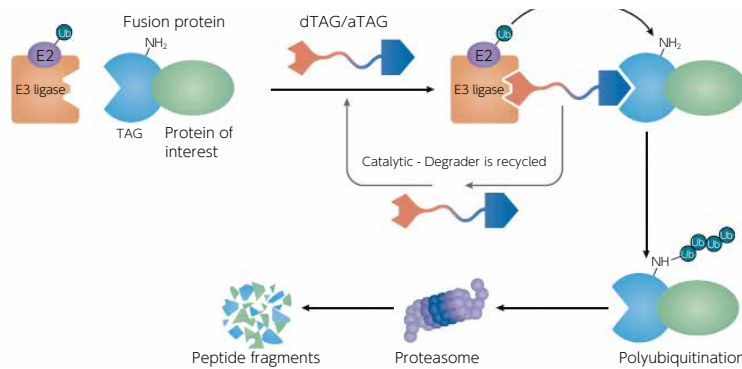 Fusion protein
dTAG/aTAG
Ub
E2
NH₂
E3 ligase
TAG
Protein of
interest
Ub
E2
NH₂
E3 ligase
Catalytic - Degrader is recycled
NH
Ub
Ub
Ub
Ub
Peptide fragments
Proteasome
Polyubiquitination